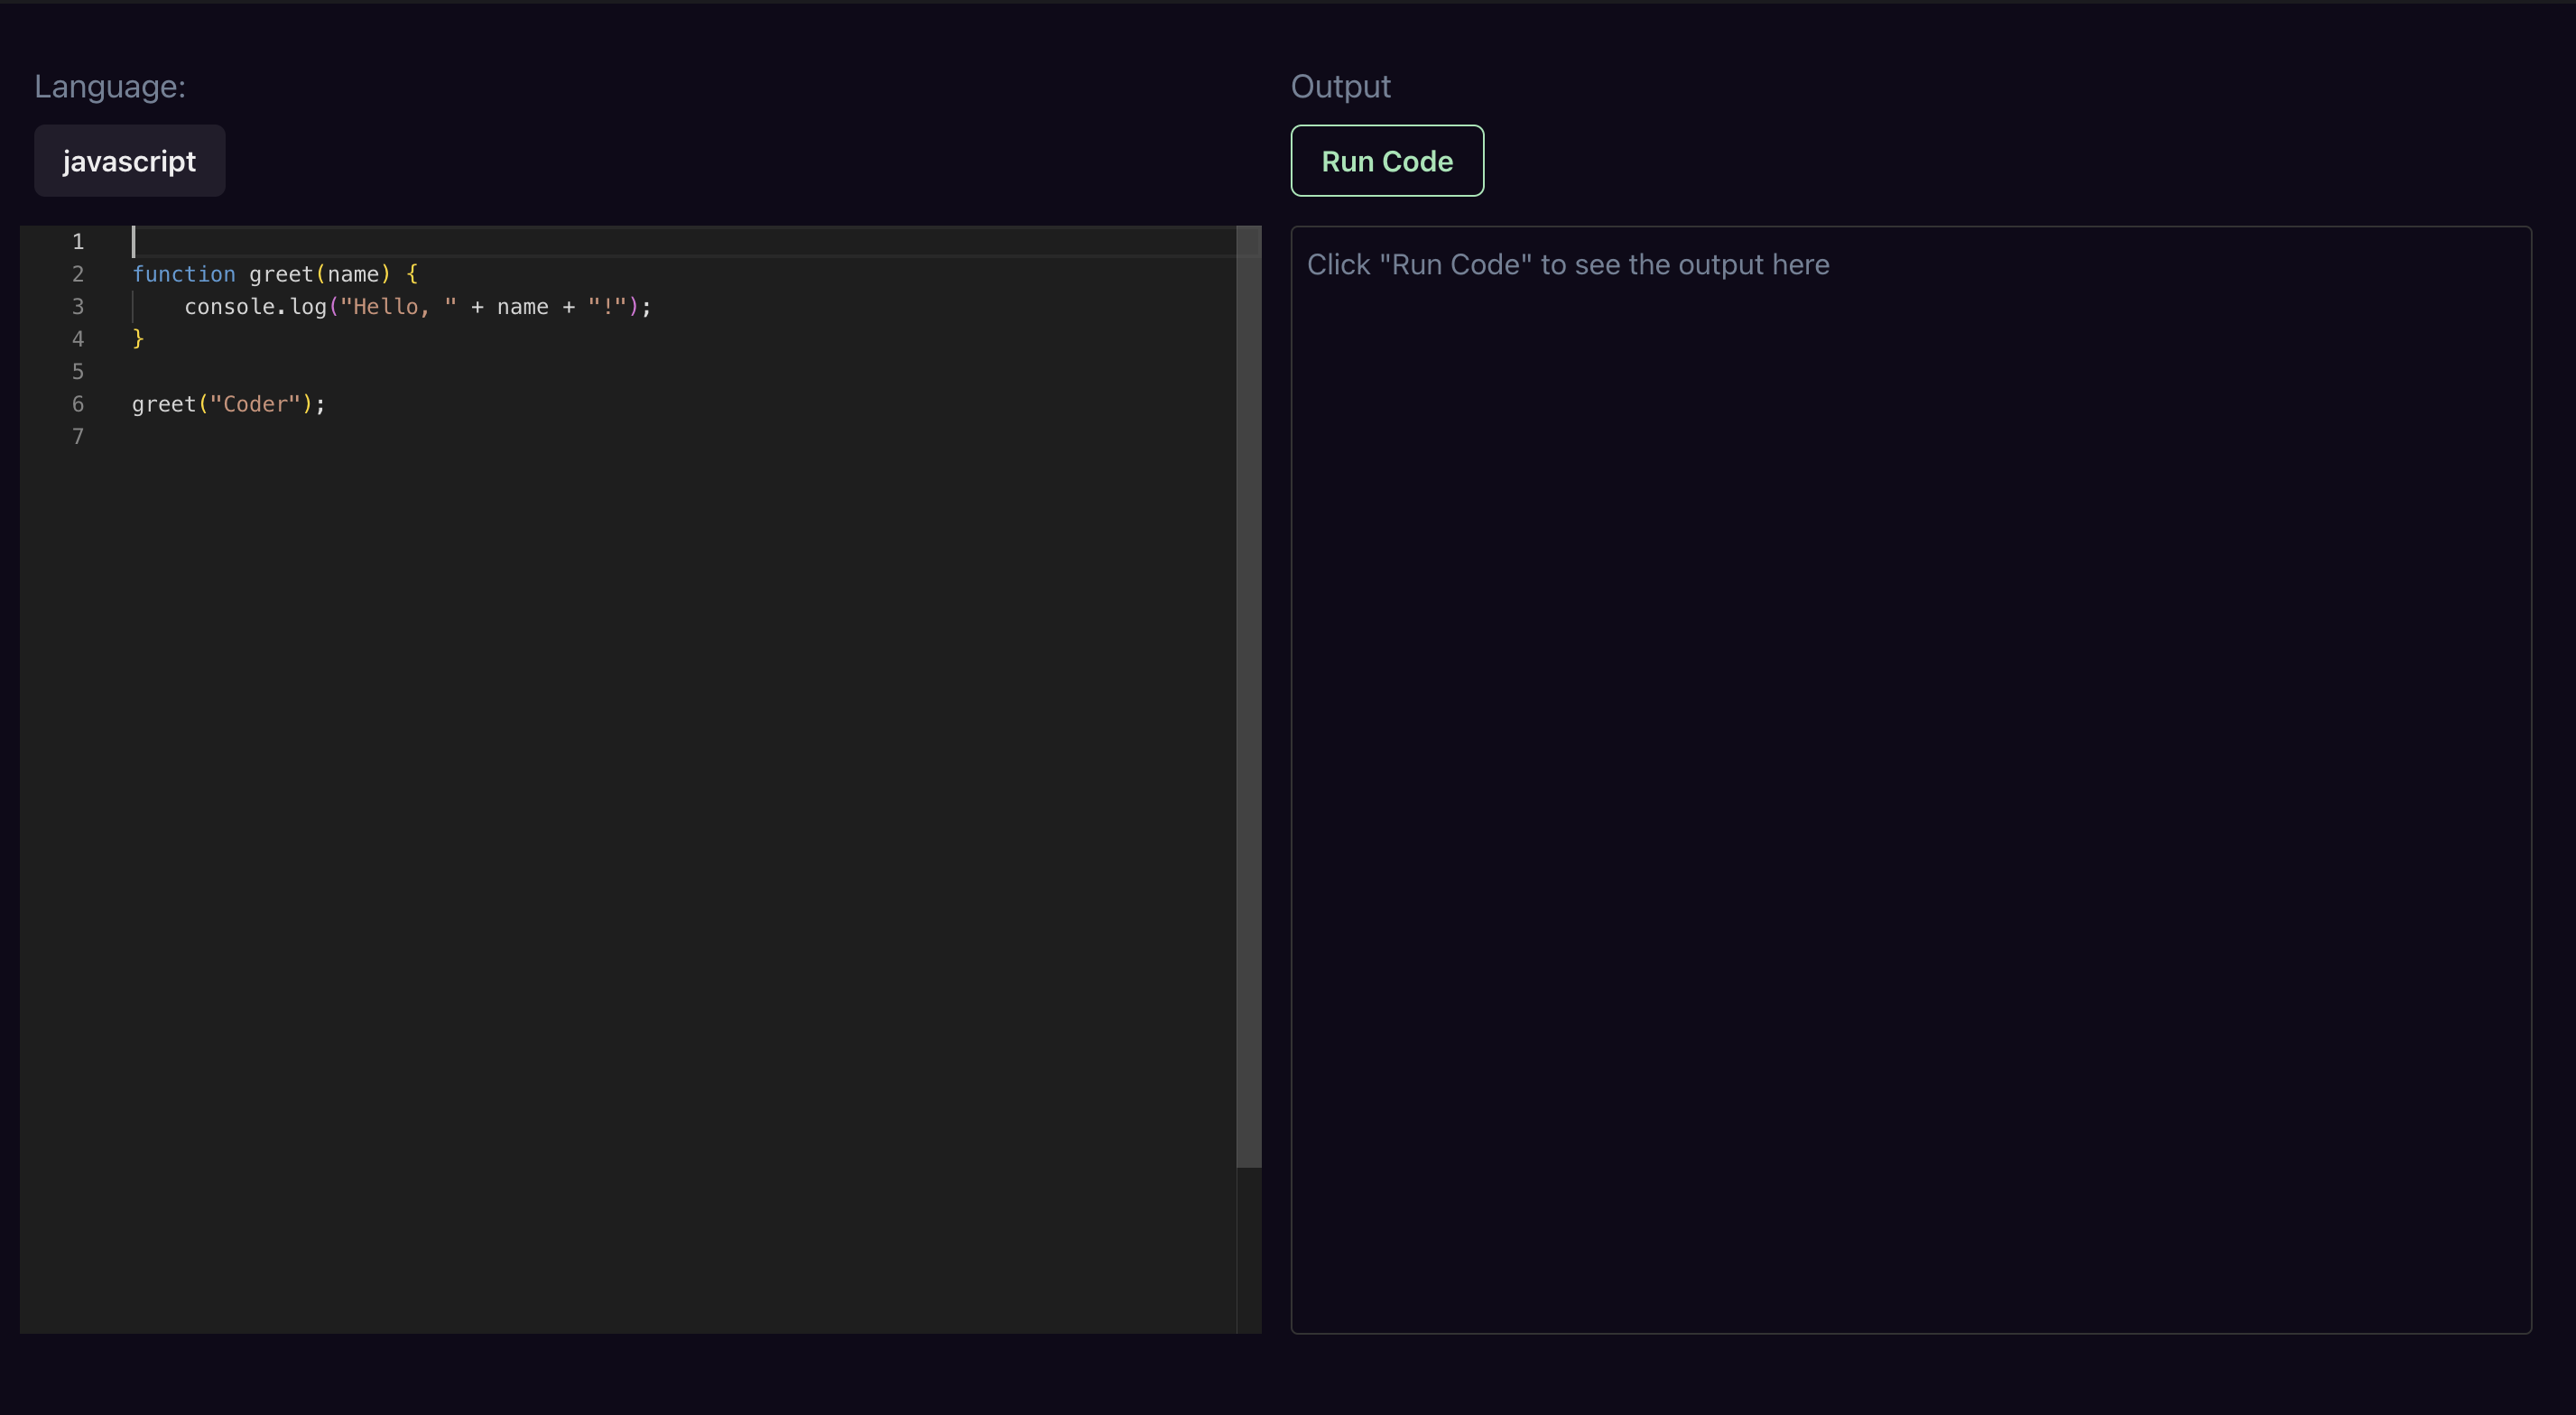 Language:
javascript
1
2 function greet(name) {
3     console.log("Hello, " + name + "!");
4 }
5
6 greet("Coder");
7
Output
Run Code
Click "Run Code" to see the output here